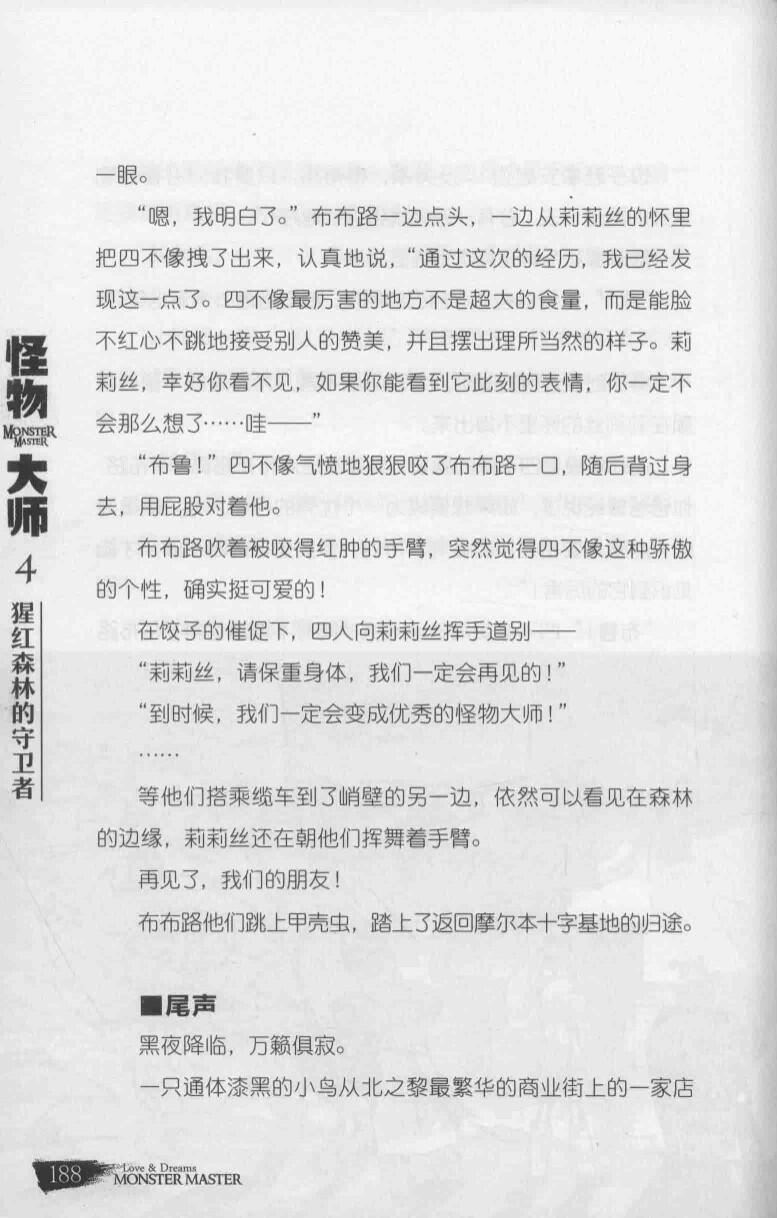 一眼。
“嗯，我明白了。”布布路一边点头，一边从莉莉丝的怀里
把四不像拽了出来，认真地说，“通过这次的经历，我已经发
现这一点了。四不像最厉害的地方不是超大的食量，而是能脸
不红心不跳地接受别人的赞美，并且摆出理所当然的样子。莉
莉丝，幸好你看不见，如果你能看到它此刻的表情，你一定不
会那么想了……哇——”
“布鲁！”四不像气愤地狠狠咬了布布路一口，随后背过身
去，用屁股对着他。
布布路吹着被咬得红肿的手臂，突然觉得四不像这种骄傲
的个性，确实挺可爱的！
在饺子的催促下，四人向莉莉丝挥手道别——
“莉莉丝，请保重身体，我们一定会再见的！”
“到时候，我们一定会变成优秀的怪物大师！”
……
等他们搭乘缆车到了峭壁的另一边，依然可以看见在森林
的边缘，莉莉丝还在朝他们挥舞着手臂。
再见了，我们的朋友！
布布路他们跳上甲壳虫，踏上了返回摩尔本十字基地的归途。
■尾声
黑夜降临，万籁俱寂。
一只通体漆黑的小鸟从北之黎最繁华的商业街上的一家店
怪物
MONSTER
MASTER
大师
4
猩红森林的守卫者
188
Love & Dreams
MONSTER MASTER